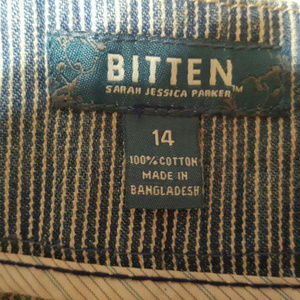 BITTEN
SARAH JESSICA PARKER™
14
100% COTTON
MADE IN
BANGLADESH